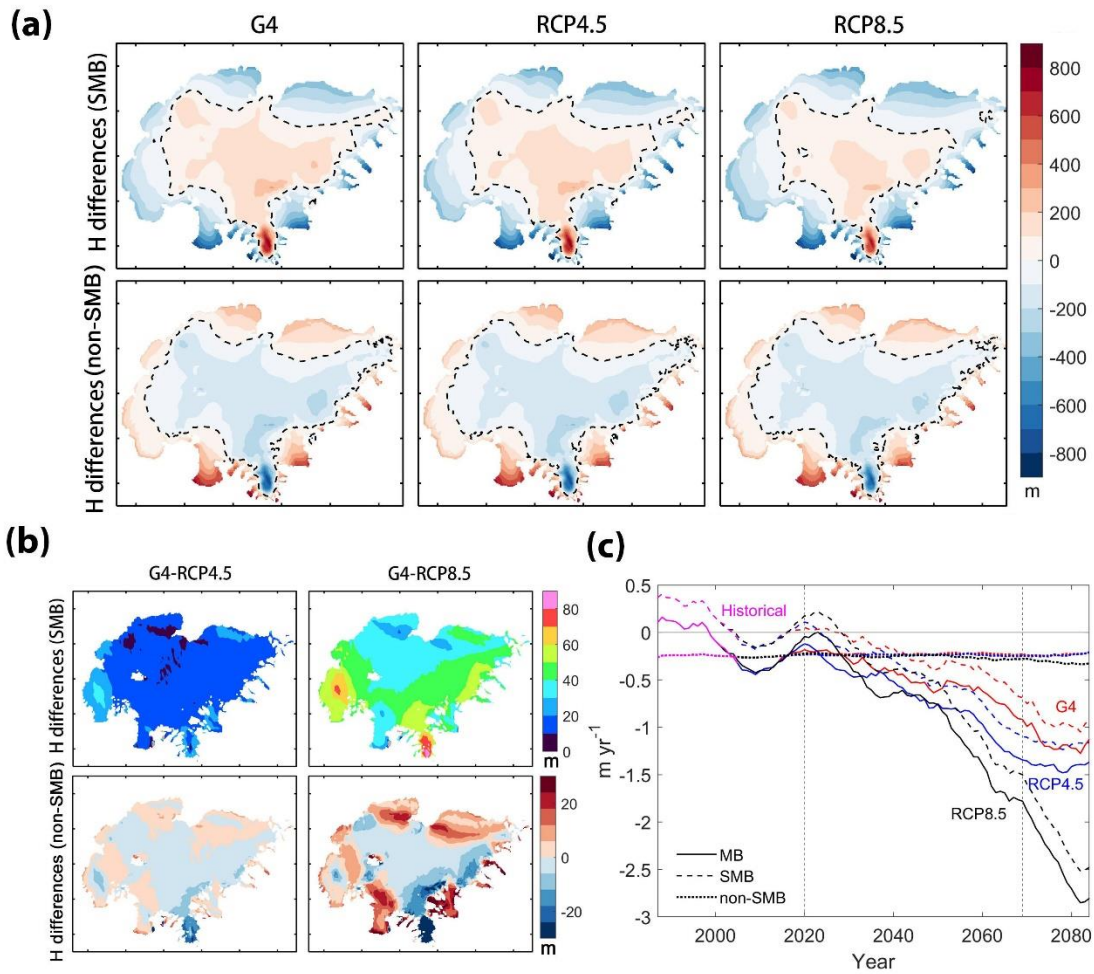 (a)
G4
RCP4.5
RCP8.5
H differences (SMB)
H differences (non-SMB)
800
600
400
200
0
-200
-400
-600
-800
m
(b)
G4-RCP4.5
G4-RCP8.5
H differences (SMB)
80
60
40
20
0
m
H differences (non-SMB)
20
0
-20
m
(c)
0.5
0
-0.5
-1
-1.5
-2
-2.5
-3
m yr-1
Historical
G4
RCP4.5
RCP8.5
MB
SMB
non-SMB
2000
2020
2040
2060
2080
Year